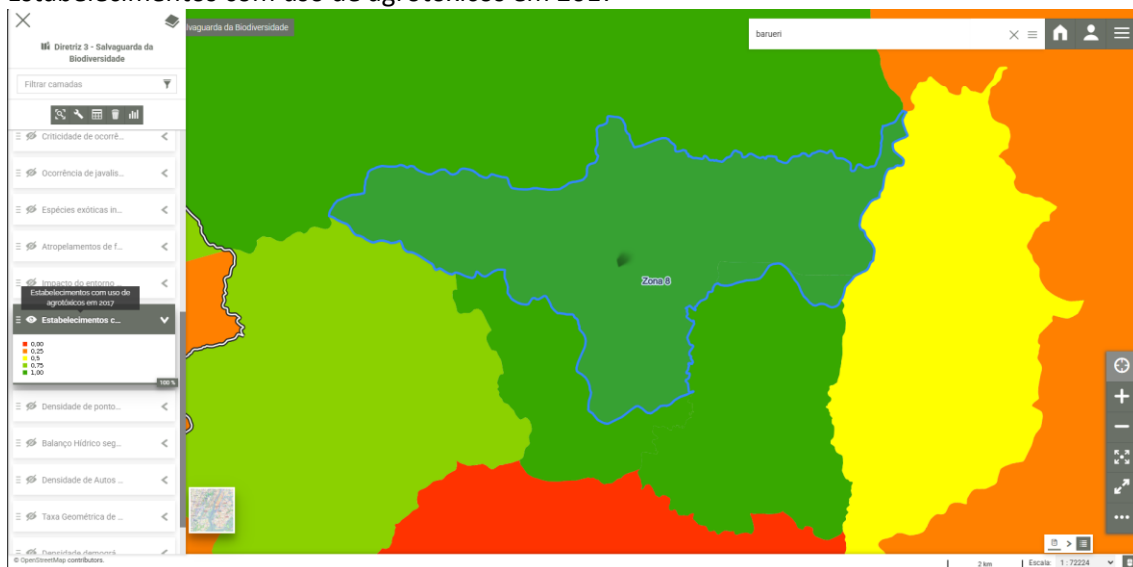 Estabelecimentos com uso de agrotóxicos em 2017
Diretriz 3 - Salvaguarda da
Biodiversidade
Filtrar camadas
Criticidade de ocorrê...
Ocorrência de javalis...
Espécies exóticas in...
Atropelamentos de f...
Impacto do entorno
Estabelecimentos com uso de
agrotóxicos em 2017
Estabelecimentos c...
0,00
0,25
0,5
0,75
1,00
100 %
Densidade de ponto...
Balanço Hídrico seg...
Densidade de Autos ...
Taxa Geométrica de ...
Densidade demográ
© OpenStreetMap contributors.
lvaguarda da Biodiversidade
barueri
Zona 8
2 km
Escala: 1 : 72224